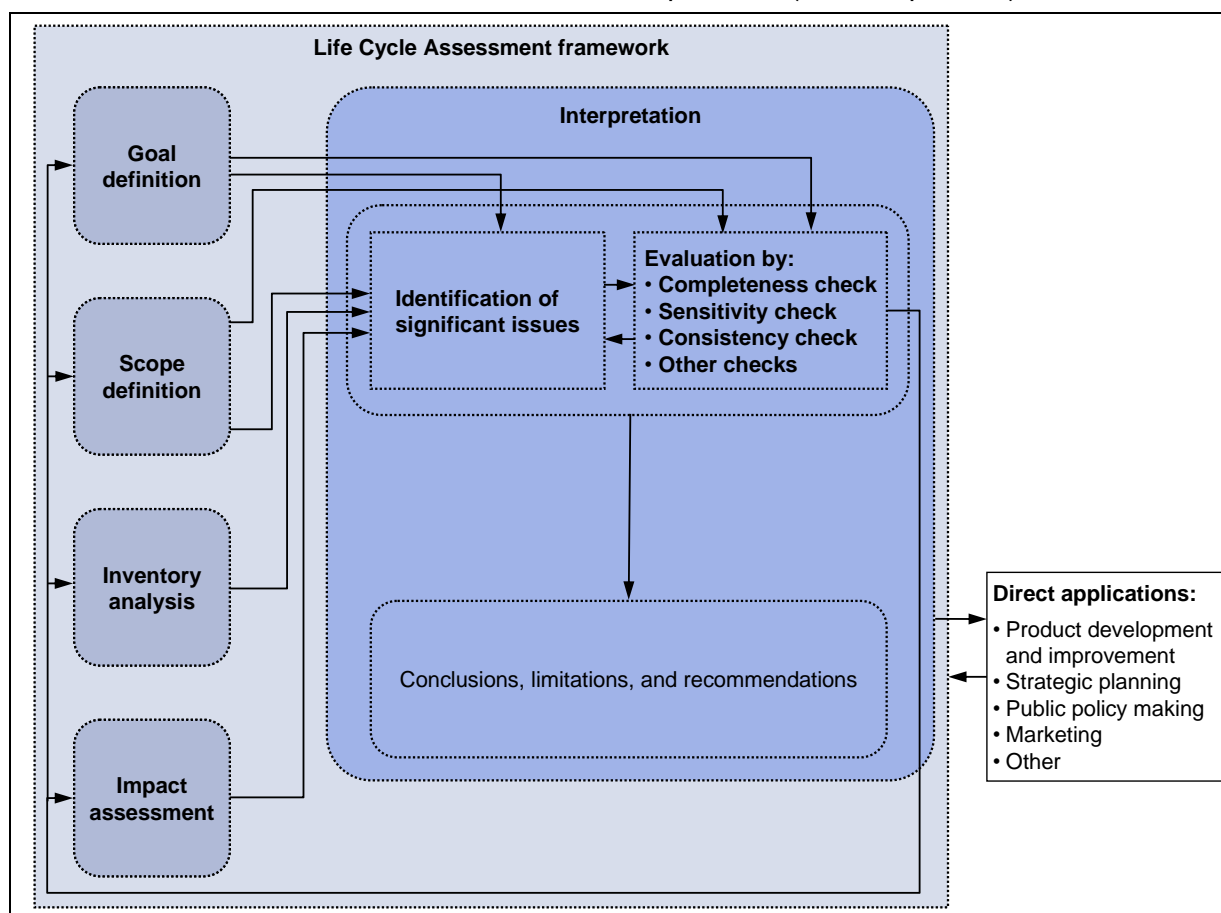 Life Cycle Assessment framework
Goal
definition
Scope
definition
Inventory
analysis
Impact
assessment
Interpretation
Identification of
significant issues
Evaluation by:
• Completeness check
• Sensitivity check
• Consistency check
• Other checks
Conclusions, limitations, and recommendations
Direct applications:
• Product development
and improvement
• Strategic planning
• Public policy making
• Marketing
• Other